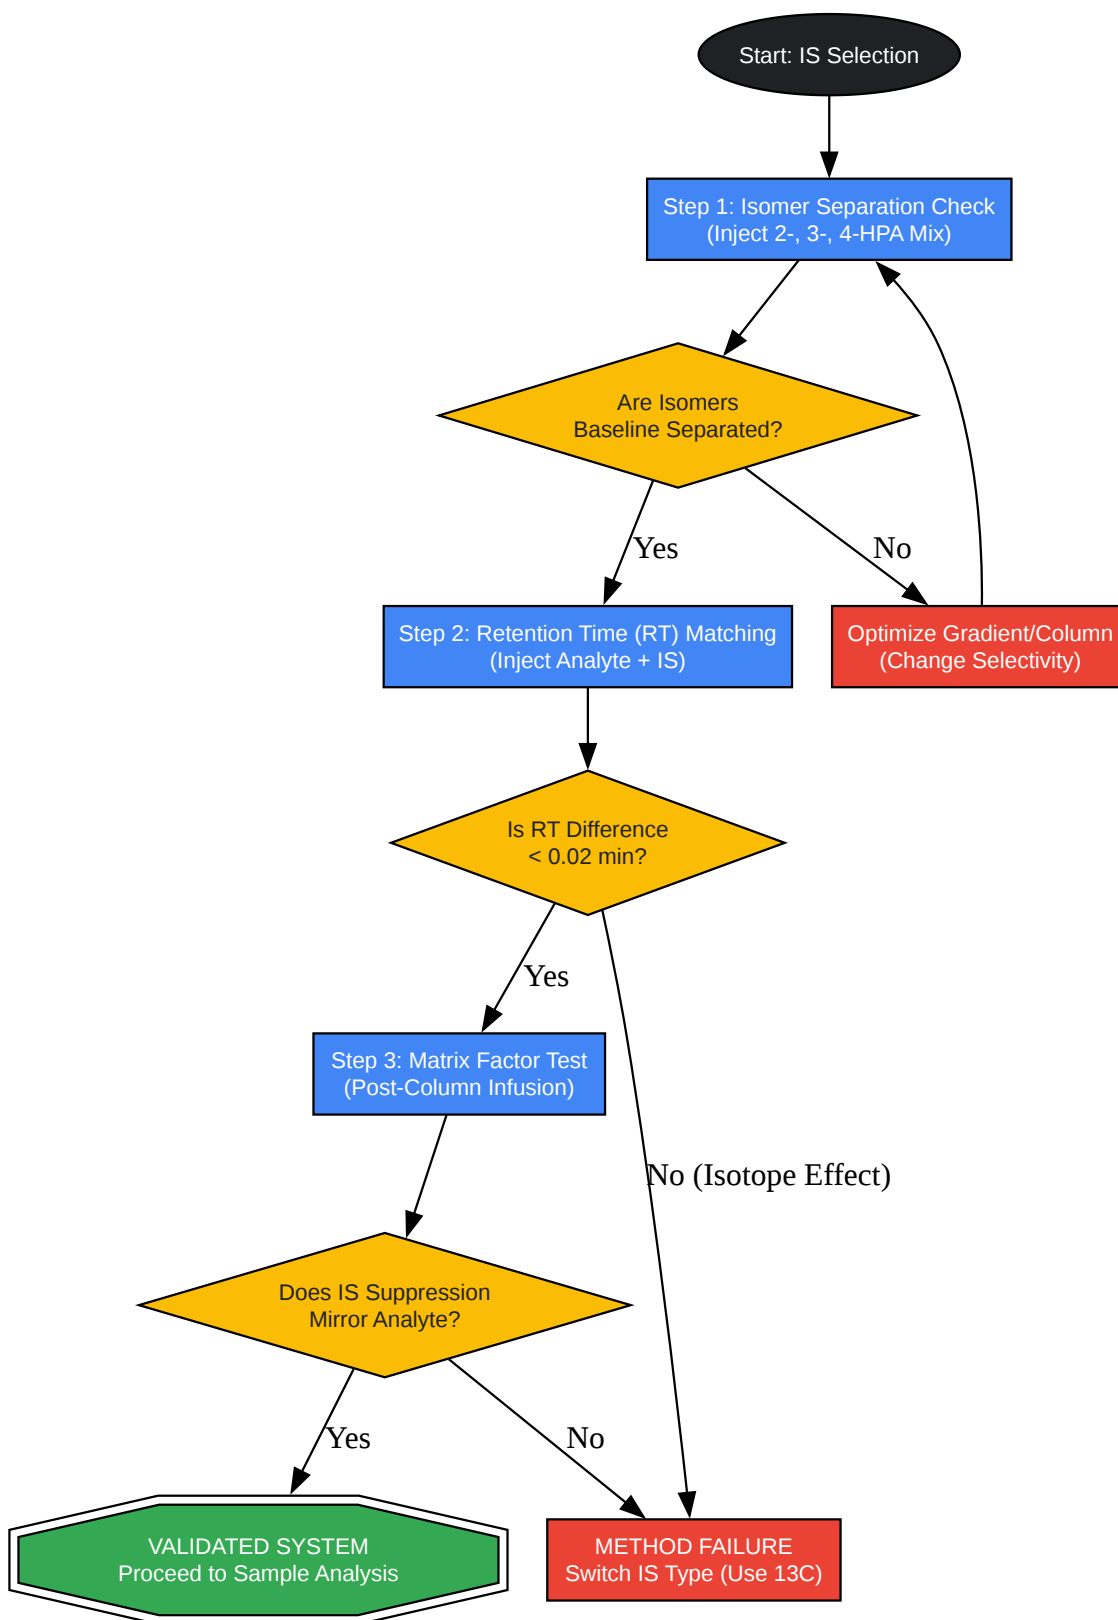 Start: IS Selection
Step 1: Isomer Separation Check
(Inject 2-, 3-, 4-HPA Mix)
Are Isomers
Baseline Separated?
Yes
No
Step 2: Retention Time (RT) Matching
(Inject Analyte + IS)
Optimize Gradient/Column
(Change Selectivity)
Is RT Difference
< 0.02 min?
Yes
Step 3: Matrix Factor Test
(Post-Column Infusion)
No (Isotope Effect)
Does IS Suppression
Mirror Analyte?
Yes
No
VALIDATED SYSTEM
Proceed to Sample Analysis
METHOD FAILURE
Switch IS Type (Use 13C)